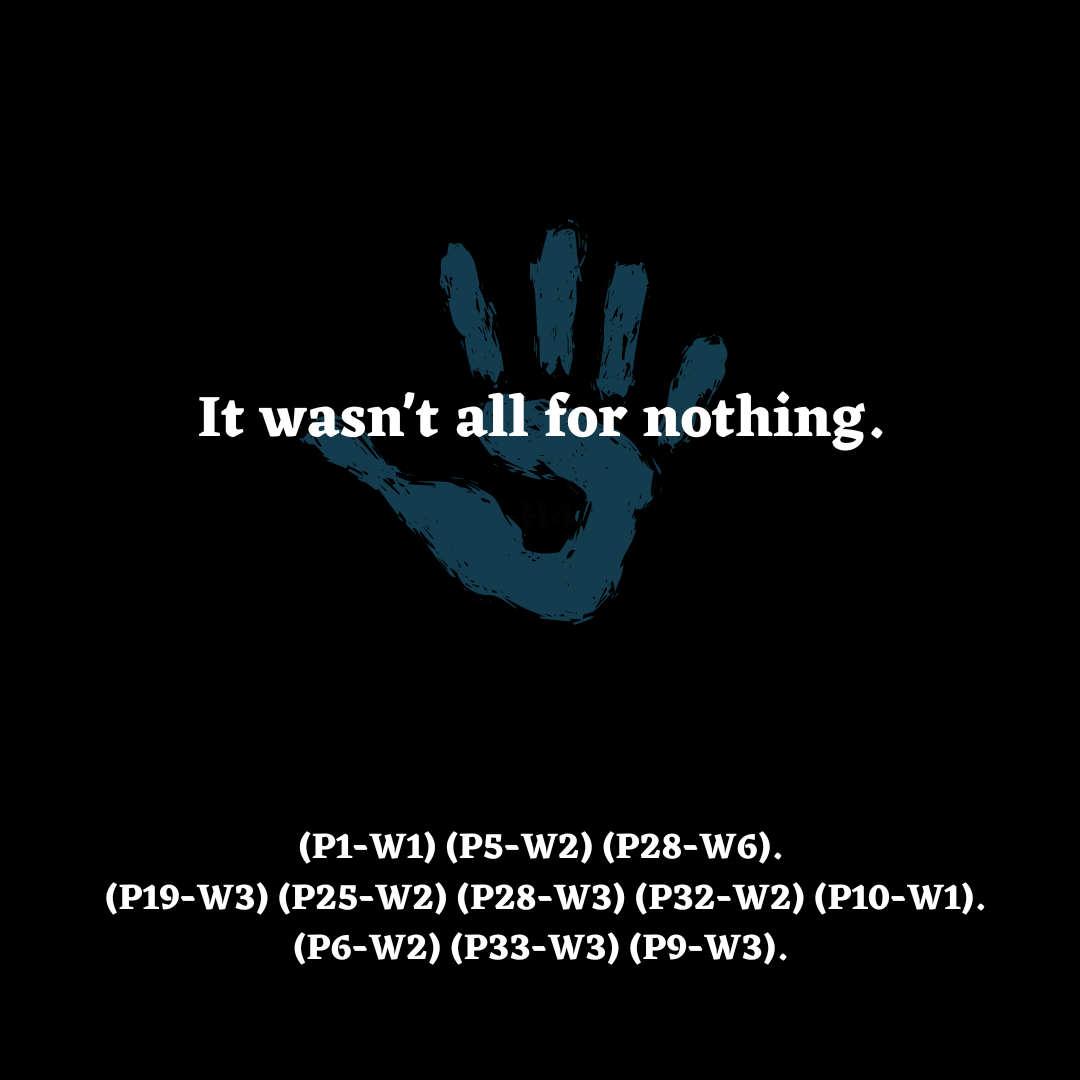 It wasn't all for nothing.
H4
(P1-W1) (P5-W2) (P28-W6).
(P19-W3) (P25-W2) (P28-W3) (P32-W2) (P10-W1).
(P6-W2) (P33-W3) (P9-W3).